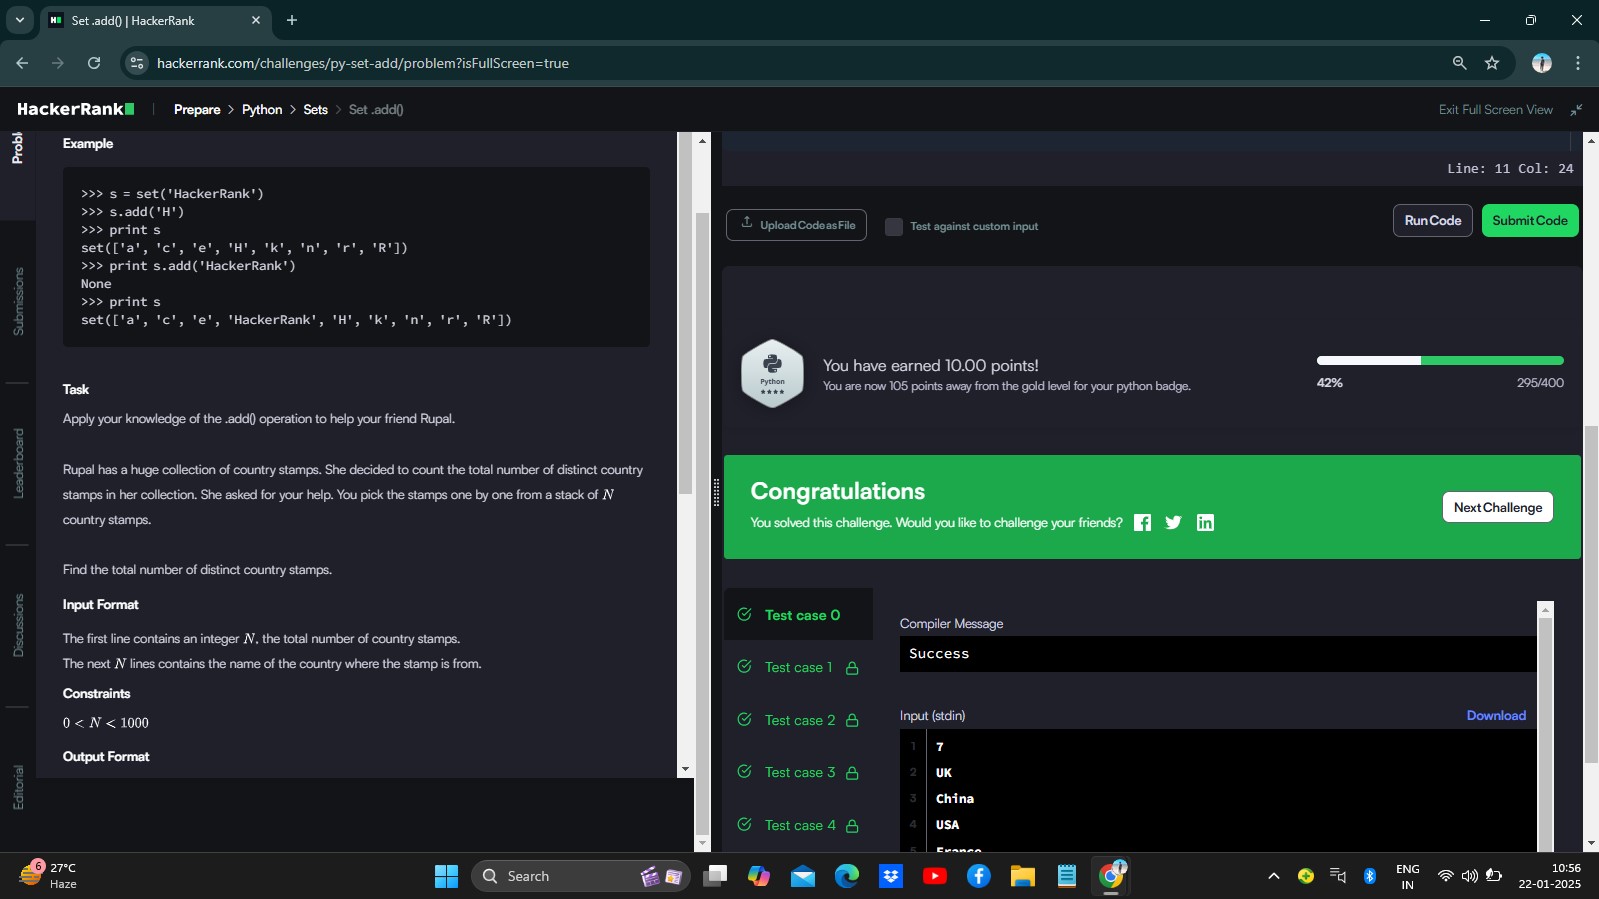 Set .add() | HackerRank
hackerrank.com/challenges/py-set-add/problem?isFullScreen=true
HackerRank
Prepare > Python > Sets > Set .add()
Exit Full Screen View
Submissions
Leaderboard
Discussions
Editorial
Example
>>> s = set('HackerRank')
>>> s.add('H')
>>> print s
set(['a', 'c', 'e', 'H', 'k', 'n', 'r', 'R'])
>>> print s.add('HackerRank')
None
>>> print s
set(['a', 'c', 'e', 'HackerRank', 'H', 'k', 'n', 'r', 'R'])
Task
Apply your knowledge of the .add() operation to help your friend Rupal.
Rupal has a huge collection of country stamps. She decided to count the total number of distinct country
stamps in her collection. She asked for your help. You pick the stamps one by one from a stack of N
country stamps.
Find the total number of distinct country stamps.
Input Format
The first line contains an integer N, the total number of country stamps.
The next N lines contains the name of the country where the stamp is from.
Constraints
0 < N < 1000
Output Format
Line: 11 Col: 24
Upload Code as File
Test against custom input
Run Code
Submit Code
Python
You have earned 10.00 points!
You are now 105 points away from the gold level for your python badge.
42%
295/400
Congratulations
You solved this challenge. Would you like to challenge your friends?
Next Challenge
Test case 0
Test case 1
Test case 2
Test case 3
Test case 4
Compiler Message
Success
Input (stdin)
Download
1 7
2 UK
3 China
4 USA
5 France
6
27°C
Haze
Search
ENG
IN
10:56
22-01-2025